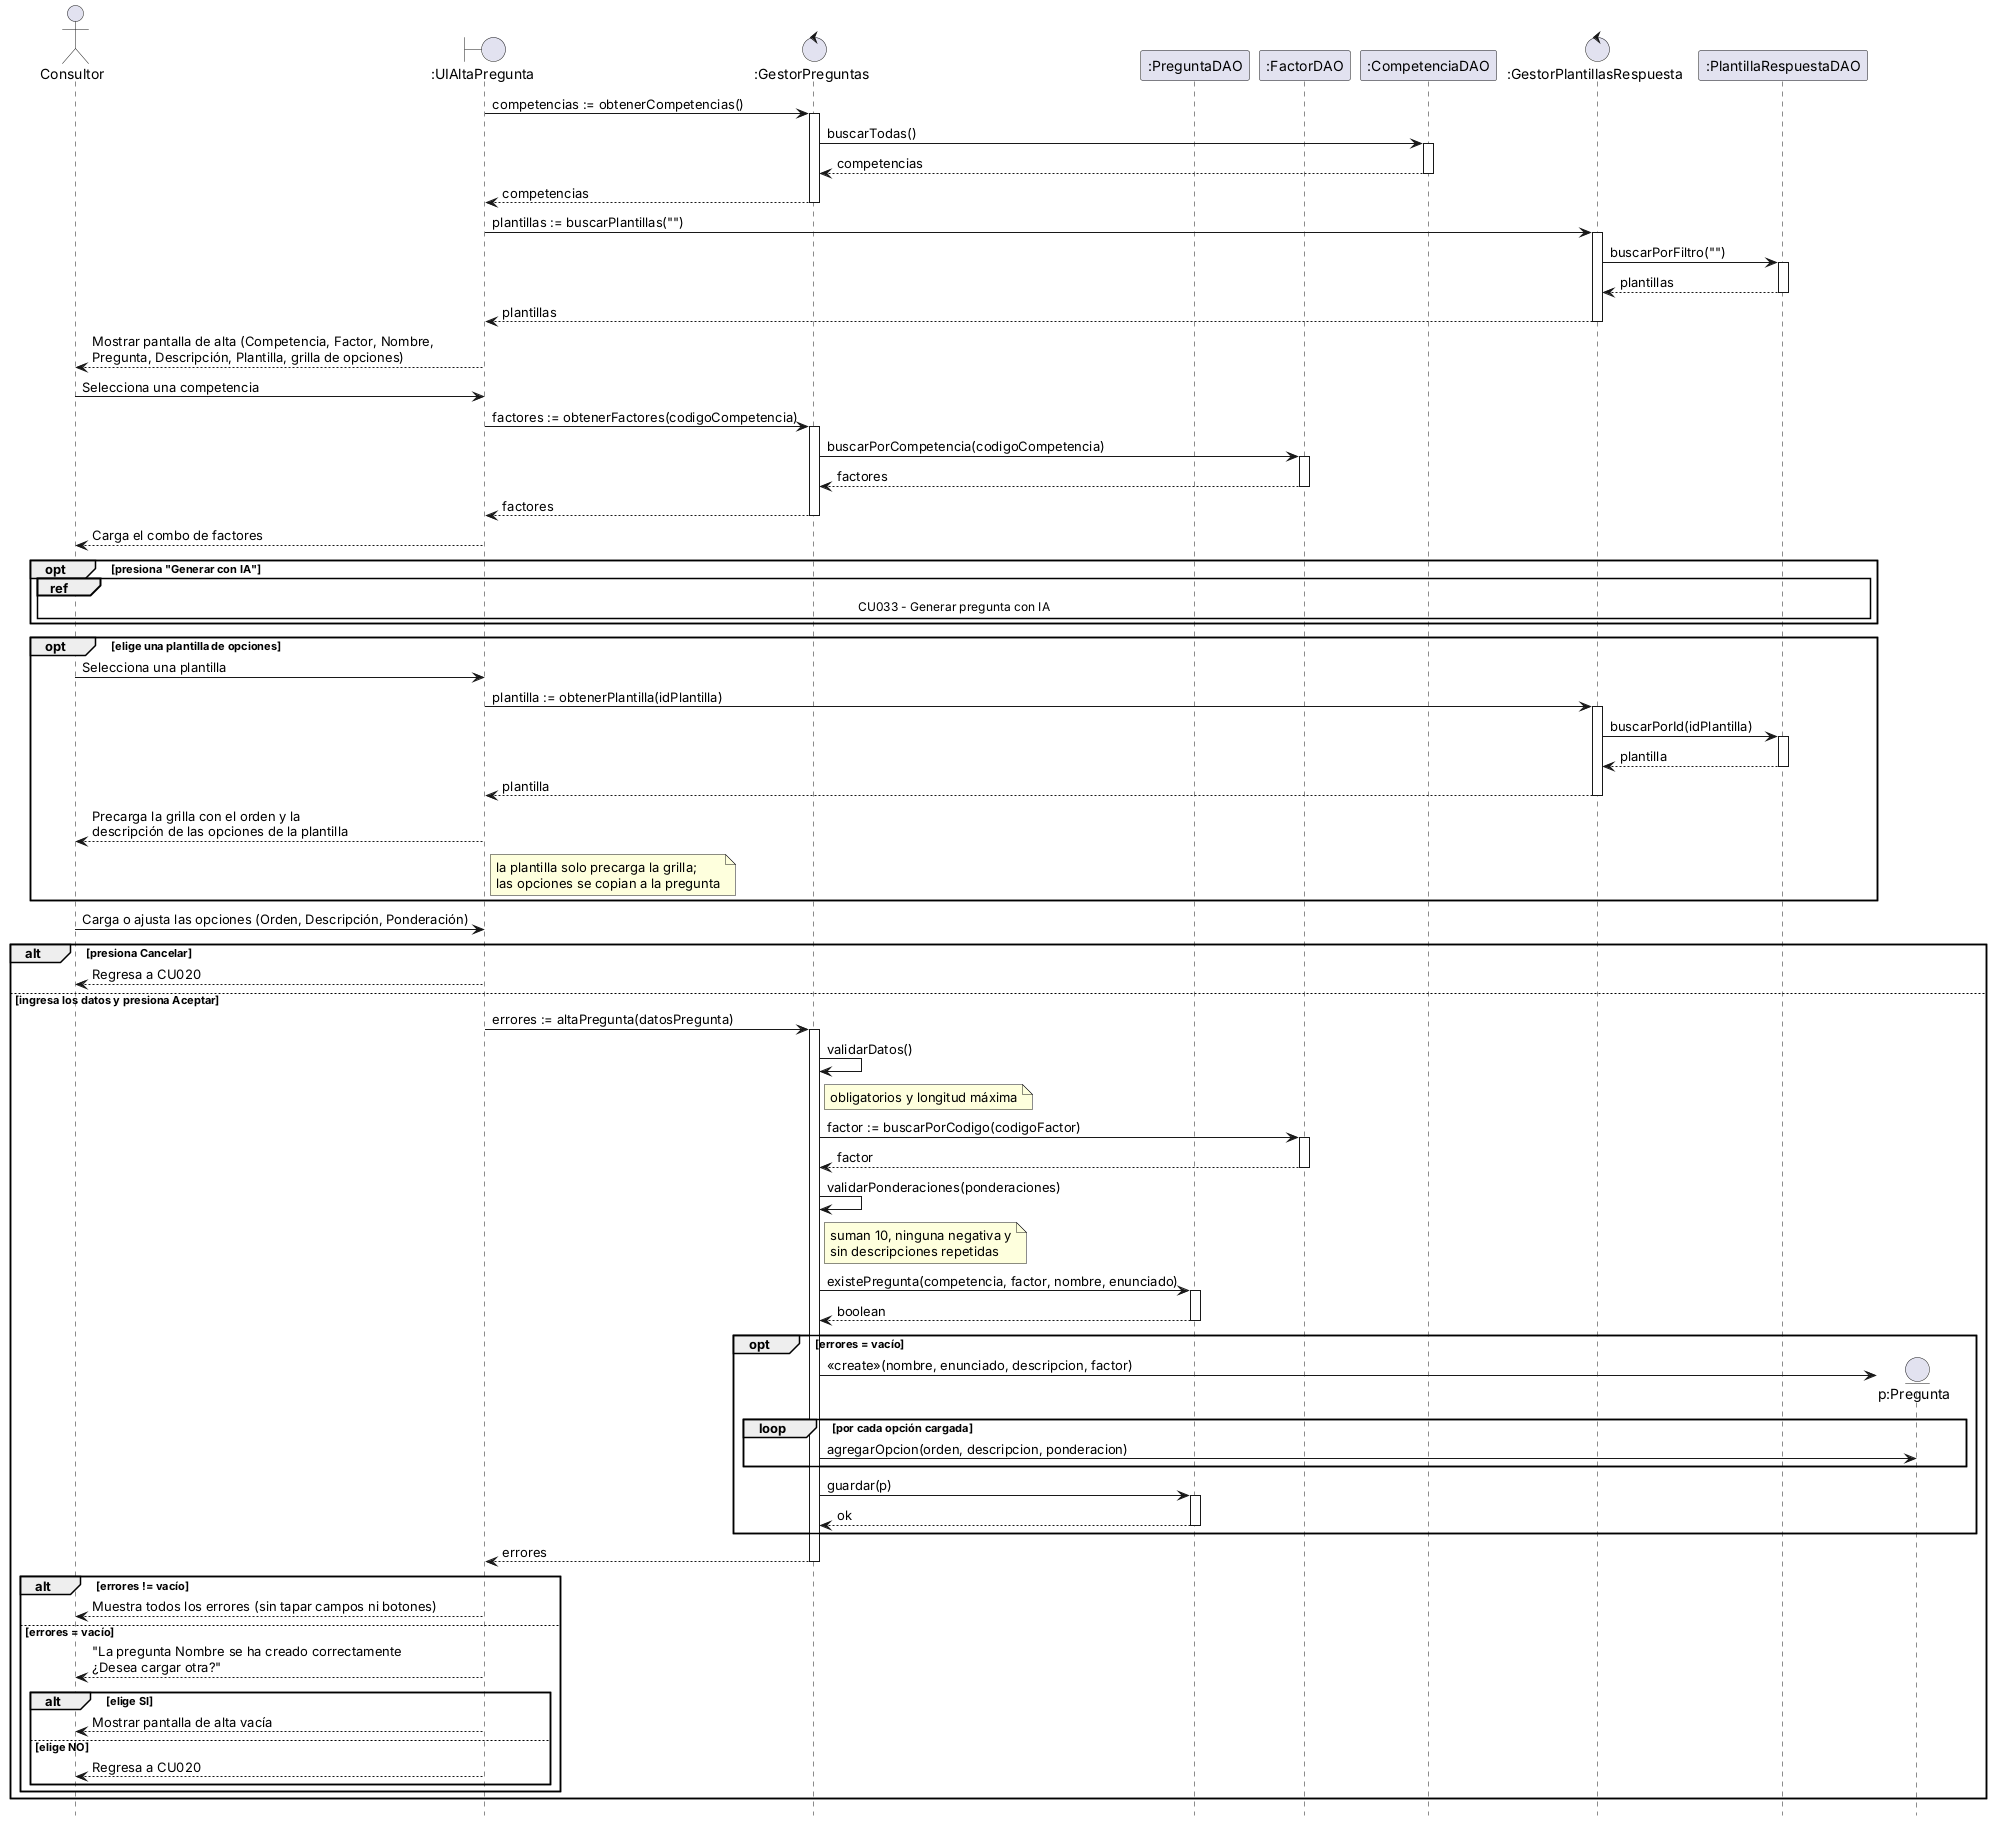 Consultor
:UIAltaPregunta
:GestorPreguntas
:PreguntaDAO
:FactorDAO
:CompetenciaDAO
:GestorPlantillasRespuesta
:PlantillaRespuestaDAO
competencias := obtenerCompetencias()
buscarTodas()
competencias
competencias
plantillas := buscarPlantillas("")
buscarPorFiltro("")
plantillas
plantillas
Mostrar pantalla de alta (Competencia, Factor, Nombre,
Pregunta, Descripción, Plantilla, grilla de opciones)
Selecciona una competencia
factores := obtenerFactores(codigoCompetencia)
buscarPorCompetencia(codigoCompetencia)
factores
factores
Carga el combo de factores
opt [presiona "Generar con IA"]
ref
CU033 - Generar pregunta con IA
opt [elige una plantilla de opciones]
Selecciona una plantilla
plantilla := obtenerPlantilla(idPlantilla)
buscarPorId(idPlantilla)
plantilla
plantilla
Precarga la grilla con el orden y la
descripción de las opciones de la plantilla
la plantilla solo precarga la grilla;
las opciones se copian a la pregunta
Carga o ajusta las opciones (Orden, Descripción, Ponderación)
alt [presiona Cancelar]
Regresa a CU020
[ingresa los datos y presiona Aceptar]
errores := altaPregunta(datosPregunta)
validarDatos()
obligatorios y longitud máxima
factor := buscarPorCodigo(codigoFactor)
factor
validarPonderaciones(ponderaciones)
suman 10, ninguna negativa y
sin descripciones repetidas
existePregunta(competencia, factor, nombre, enunciado)
boolean
opt [errores = vacío]
«create»(nombre, enunciado, descripcion, factor)
p:Pregunta
loop [por cada opción cargada]
agregarOpcion(orden, descripcion, ponderacion)
guardar(p)
ok
errores
alt [errores != vacío]
Muestra todos los errores (sin tapar campos ni botones)
[errores = vacío]
"La pregunta Nombre se ha creado correctamente
¿Desea cargar otra?"
alt [elige SI]
Mostrar pantalla de alta vacía
[elige NO]
Regresa a CU020